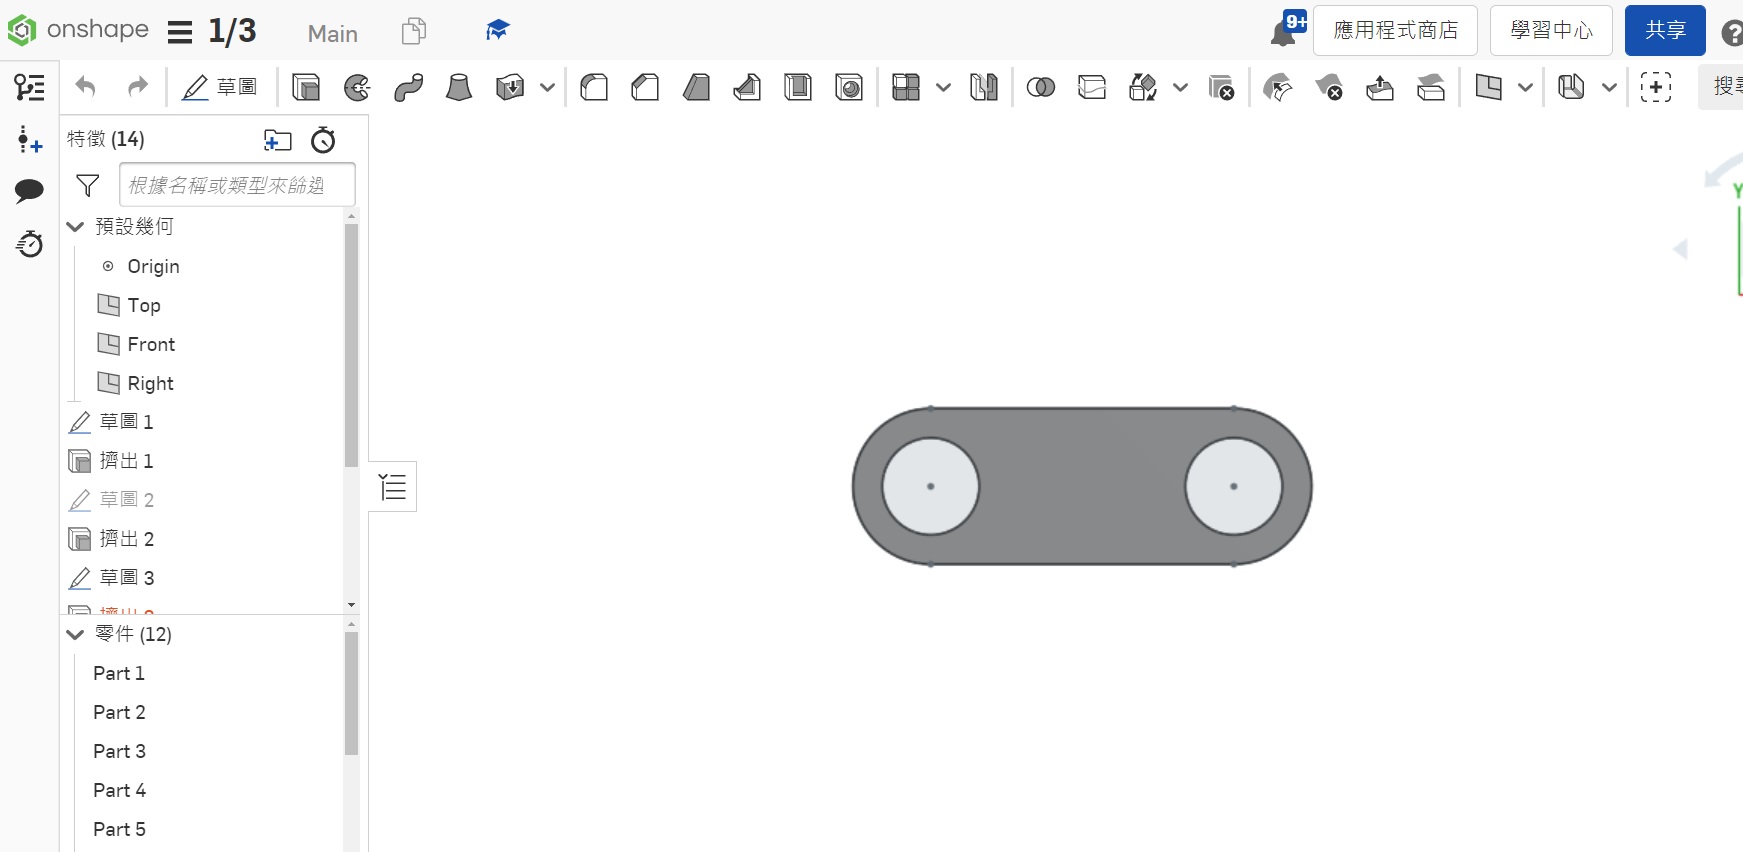 onshape 1/3 Main 9+ 應用程式商店 學習中心 共享
草圖
特徵 (14)
根據名稱或類型來篩選
預設幾何
Origin
Top
Front
Right
草圖 1
擠出 1
草圖 2
擠出 2
草圖 3
零件 (12)
Part 1
Part 2
Part 3
Part 4
Part 5
Y